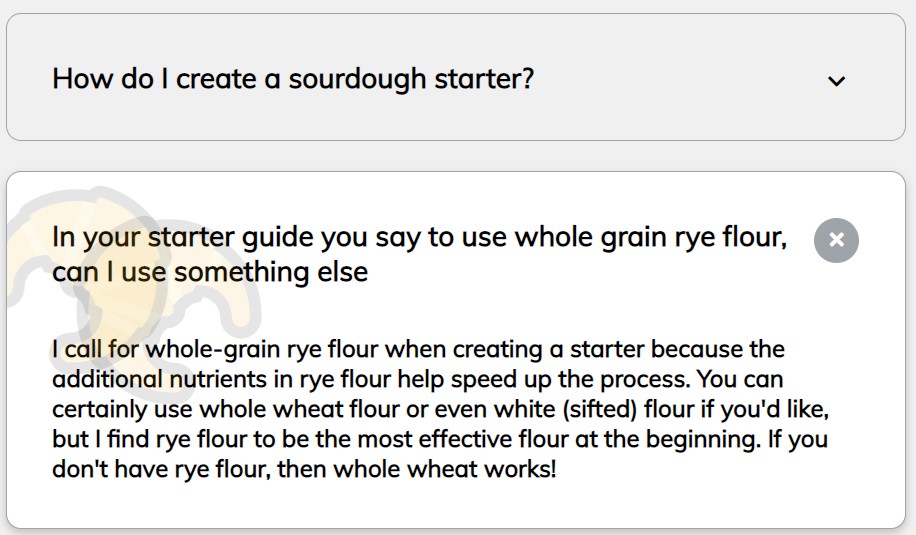 How do I create a sourdough starter?
In your starter guide you say to use whole grain rye flour,
can I use something else
I call for whole-grain rye flour when creating a starter because the
additional nutrients in rye flour help speed up the process. You can
certainly use whole wheat flour or even white (sifted) flour if you'd like,
but I find rye flour to be the most effective flour at the beginning. If you
don't have rye flour, then whole wheat works!